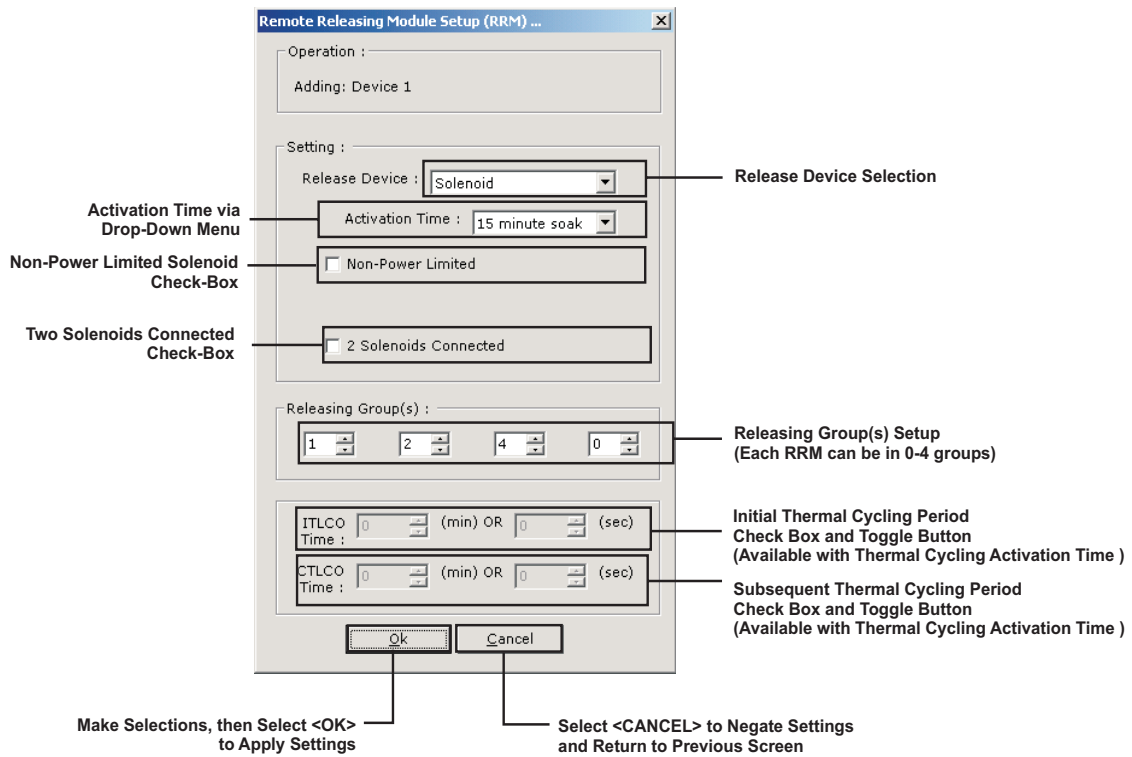 Remote Releasing Module Setup (RRM) ...
Operation :
Adding: Device 1
Setting :
Release Device : Solenoid
Release Device Selection
Activation Time via
Drop-Down Menu
Activation Time : 15 minute soak
Non-Power Limited Solenoid
Check-Box
Non-Power Limited
Two Solenoids Connected
Check-Box
2 Solenoids Connected
Releasing Group(s) :
1 2 4 0
Releasing Group(s) Setup
(Each RRM can be in 0-4 groups)
ITLCO
Time : 0 (min) OR 0 (sec)
Initial Thermal Cycling Period
Check Box and Toggle Button
(Available with Thermal Cycling Activation Time )
CTLCO
Time : 0 (min) OR 0 (sec)
Subsequent Thermal Cycling Period
Check Box and Toggle Button
(Available with Thermal Cycling Activation Time )
Ok Cancel
Make Selections, then Select <OK>
to Apply Settings
Select <CANCEL> to Negate Settings
and Return to Previous Screen